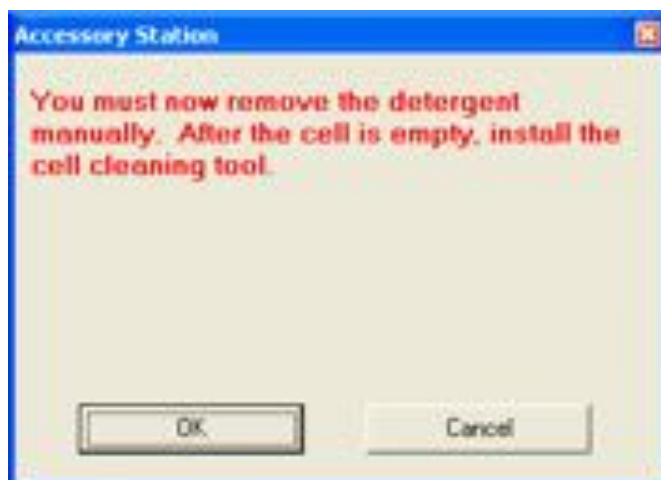 Accessory Station
You must now remove the detergent
manually.  After the cell is empty, install the
cell cleaning tool.
OK
Cancel